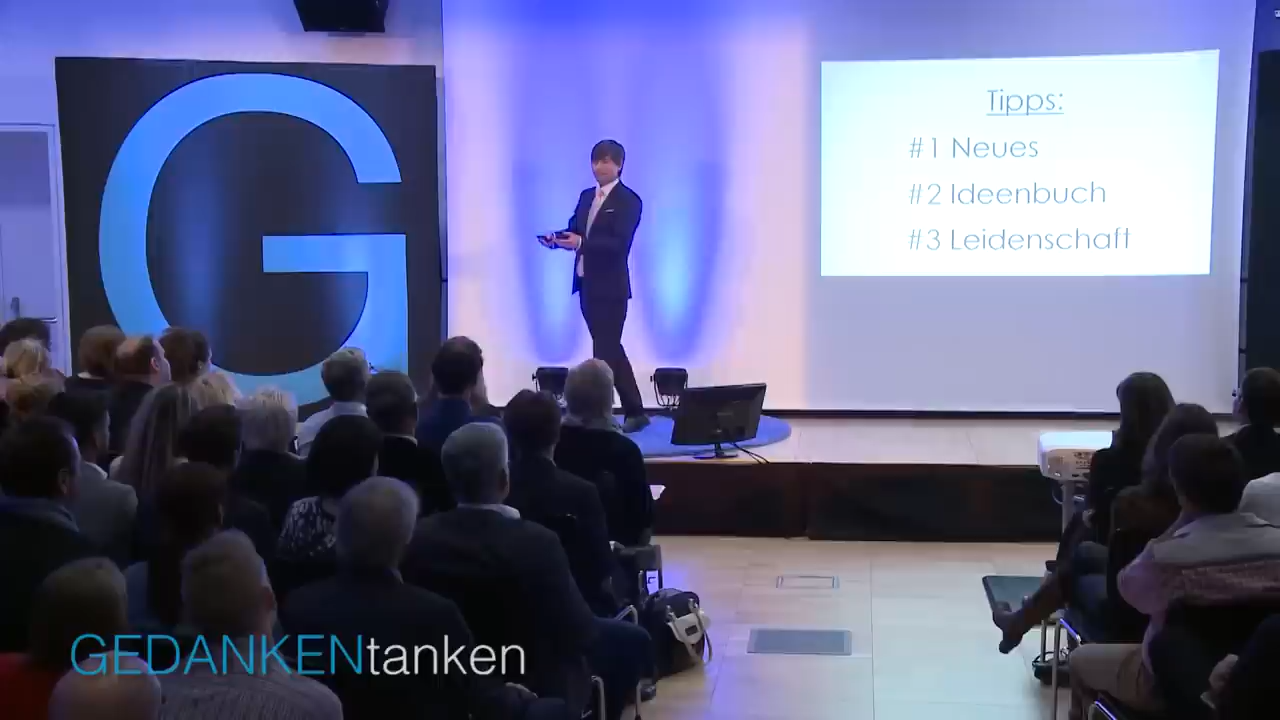 G
Tipps:
#1 Neues
#2 Ideenbuch
#3 Leidenschaft
GEDANKENtanken